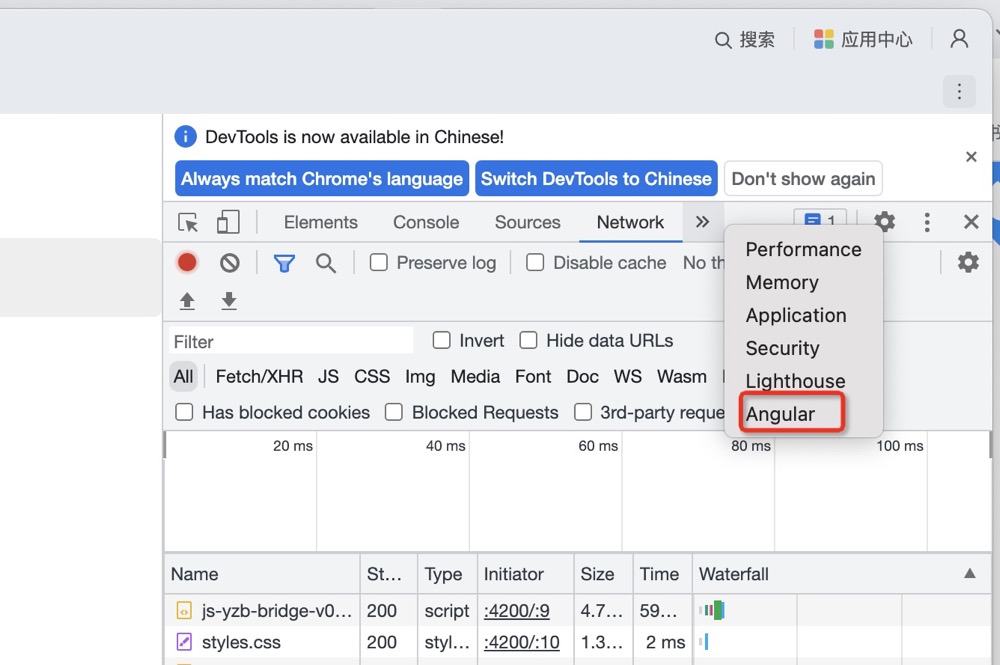 搜索 应用中心
DevTools is now available in Chinese!
Always match Chrome's language Switch DevTools to Chinese Don't show again
Elements Console Sources Network 1
Preserve log Disable cache No th
Performance
Memory
Application
Security
Lighthouse
Angular
Filter Invert Hide data URLs
All Fetch/XHR JS CSS Img Media Font Doc WS Wasm
Has blocked cookies Blocked Requests 3rd-party reque
20 ms 40 ms 60 ms 80 ms 100 ms
Name St... Type Initiator Size Time Waterfall
js-yzb-bridge-v0... 200 script :4200/:9 4.7... 59...
styles.css 200 styl... :4200/:10 1.3... 2 ms